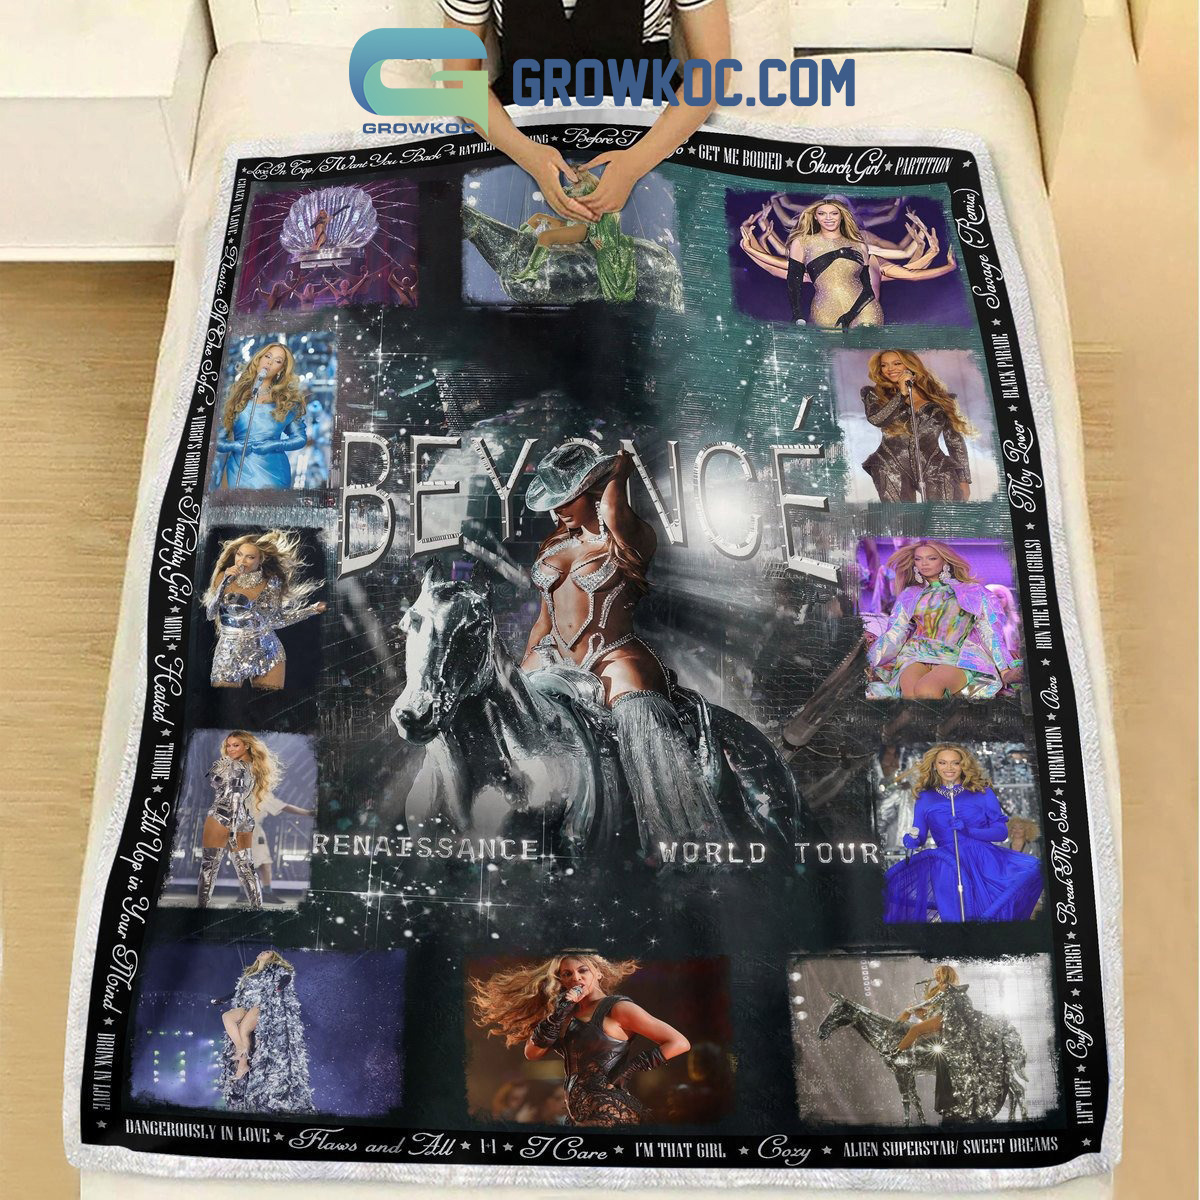 GROWKOC.COM
GROWKOC
Love On Top/I Want You Back ★ RATHER ★ Before I ★ GET ME BODIED ★ Church Girl ★ PARTITION ★
Savage (Remix)
★ BLACK PARADE ★
My Power ★
RUN THE WORLD (GIRLS) ★
Diva ★
FORMATION ★
Break My Soul ★
ENERGY ★
Cuff It ★
LIFT OFF ★
CRAZY IN LOVE ★
Plastic Off The Sofa ★
VIRGO'S GROOVE ★
Naughty Girl ★
MOVE ★
Heated ★
THIQUE ★
All Up in Your Mind ★
DRUNK IN LOVE ★
BEYONCÉ
RENAISSANCE WORLD TOUR
DANGEROUSLY IN LOVE ★ Flaws and All ★ 1+1 ★ I Care ★ I'M THAT GIRL ★ Cozy ★ ALIEN SUPERSTAR/ SWEET DREAMS ★